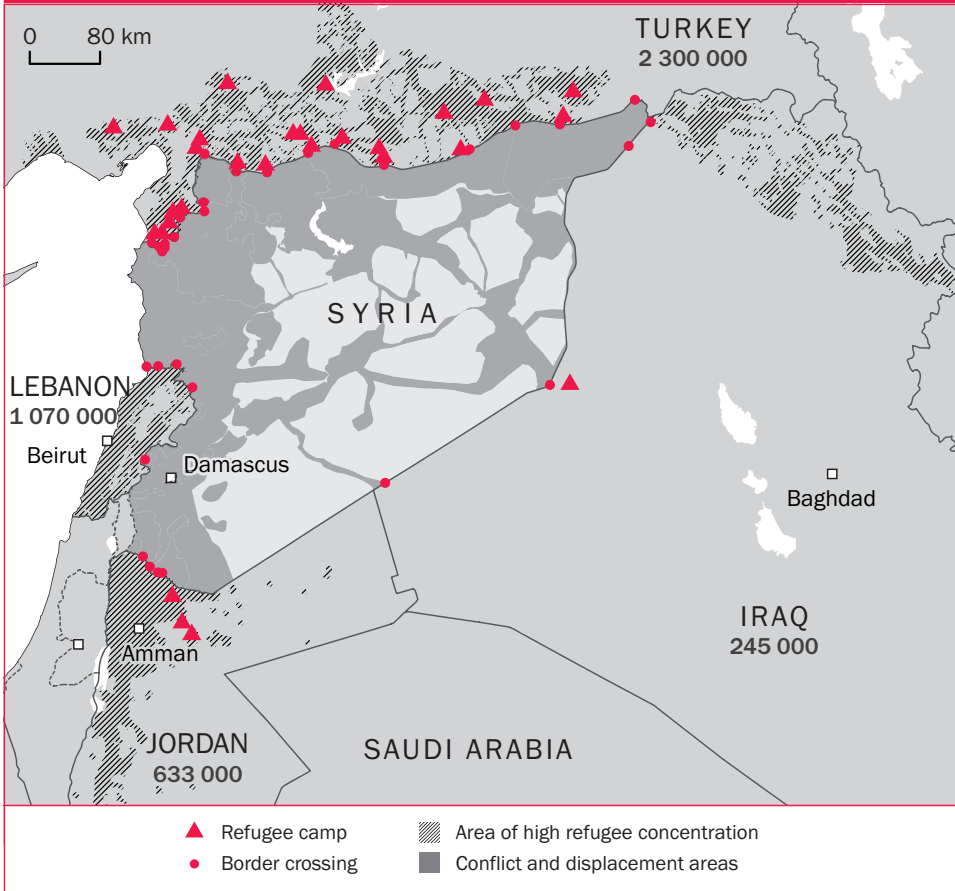 0 80 km
TURKEY
2 300 000
SYRIA
LEBANON
1 070 000
Beirut
Damascus
Baghdad
IRAQ
245 000
Amman
JORDAN
633 000
SAUDI ARABIA
Refugee camp
Area of high refugee concentration
Border crossing
Conflict and displacement areas